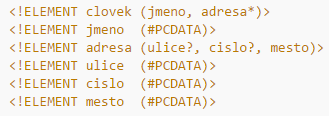 <!ELEMENT clovek (jmeno, adresa*)>
<!ELEMENT jmeno  (#PCDATA)>
<!ELEMENT adresa (ulice?, cislo?, mesto)>
<!ELEMENT ulice  (#PCDATA)>
<!ELEMENT cislo  (#PCDATA)>
<!ELEMENT mesto  (#PCDATA)>